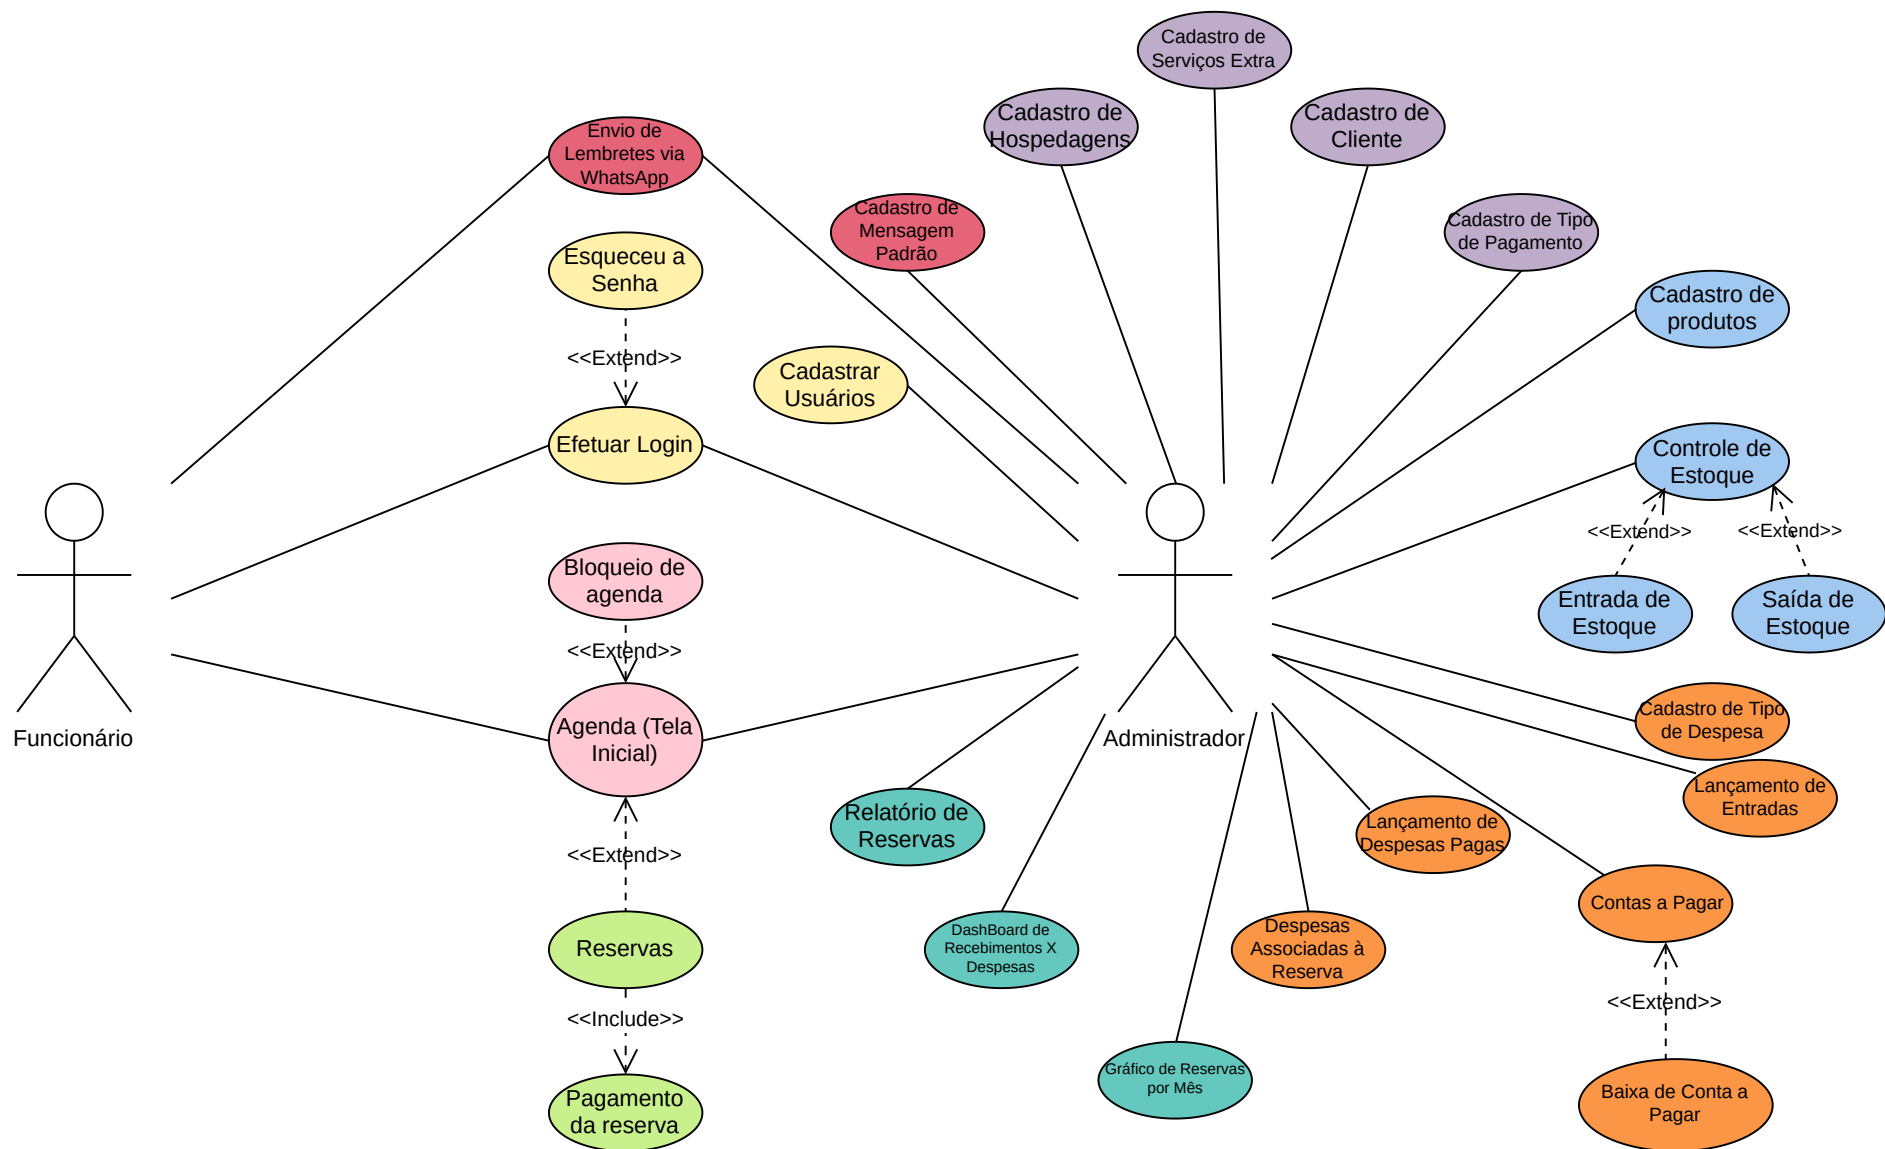 Cadastro de
Serviços Extra
Cadastro de
Hospedagens
Cadastro de
Cliente
Envio de
Lembretes via
WhatsApp
Cadastro de
Mensagem
Padrão
Cadastro de Tipo
de Pagamento
Esqueceu a
Senha
Cadastro de
produtos
<<Extend>>
Cadastrar
Usuários
Efetuar Login
Controle de
Estoque
<<Extend>>
<<Extend>>
Bloqueio de
agenda
Entrada de
Estoque
Saída de
Estoque
<<Extend>>
Agenda (Tela
Inicial)
Funcionário
Administrador
Cadastro de Tipo
de Despesa
Lançamento de
Entradas
Relatório de
Reservas
Lançamento de
Despesas Pagas
<<Extend>>
Contas a Pagar
Reservas
DashBoard de
Recebimentos X
Despesas
Despesas
Associadas à
Reserva
<<Include>>
<<Extend>>
Gráfico de Reservas
por Mês
Pagamento
da reserva
Baixa de Conta a
Pagar